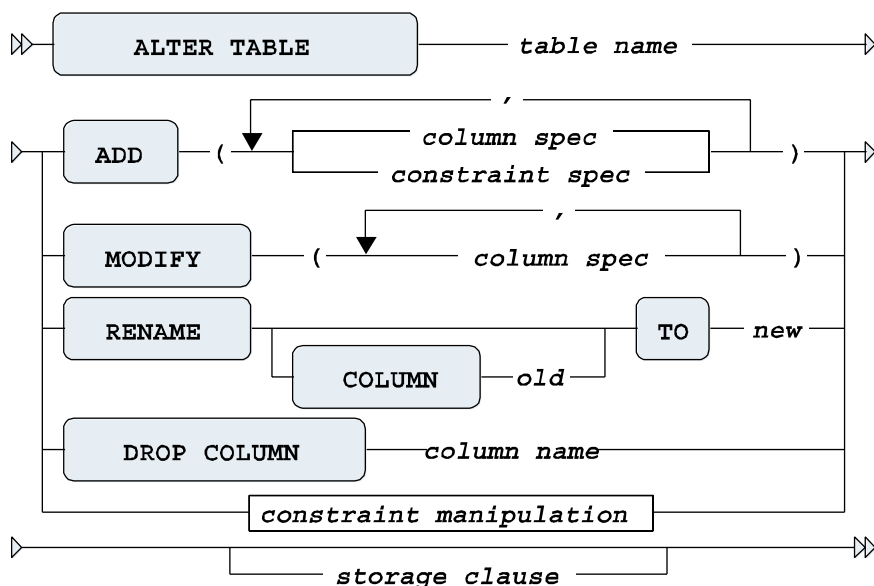 ALTER TABLE table name
,
ADD ( column spec )
constraint spec
,
MODIFY ( column spec )
RENAME TO new
COLUMN old
DROP COLUMN column name
constraint manipulation
storage clause